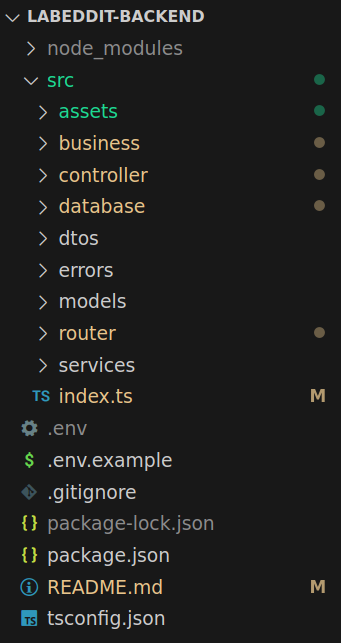 LABEDDIT-BACKEND
node_modules
src
assets
business
controller
database
dtos
errors
models
router
services
TS index.ts M
.env
$ .env.example
.gitignore
{} package-lock.json
{} package.json
README.md M
TS tsconfig.json